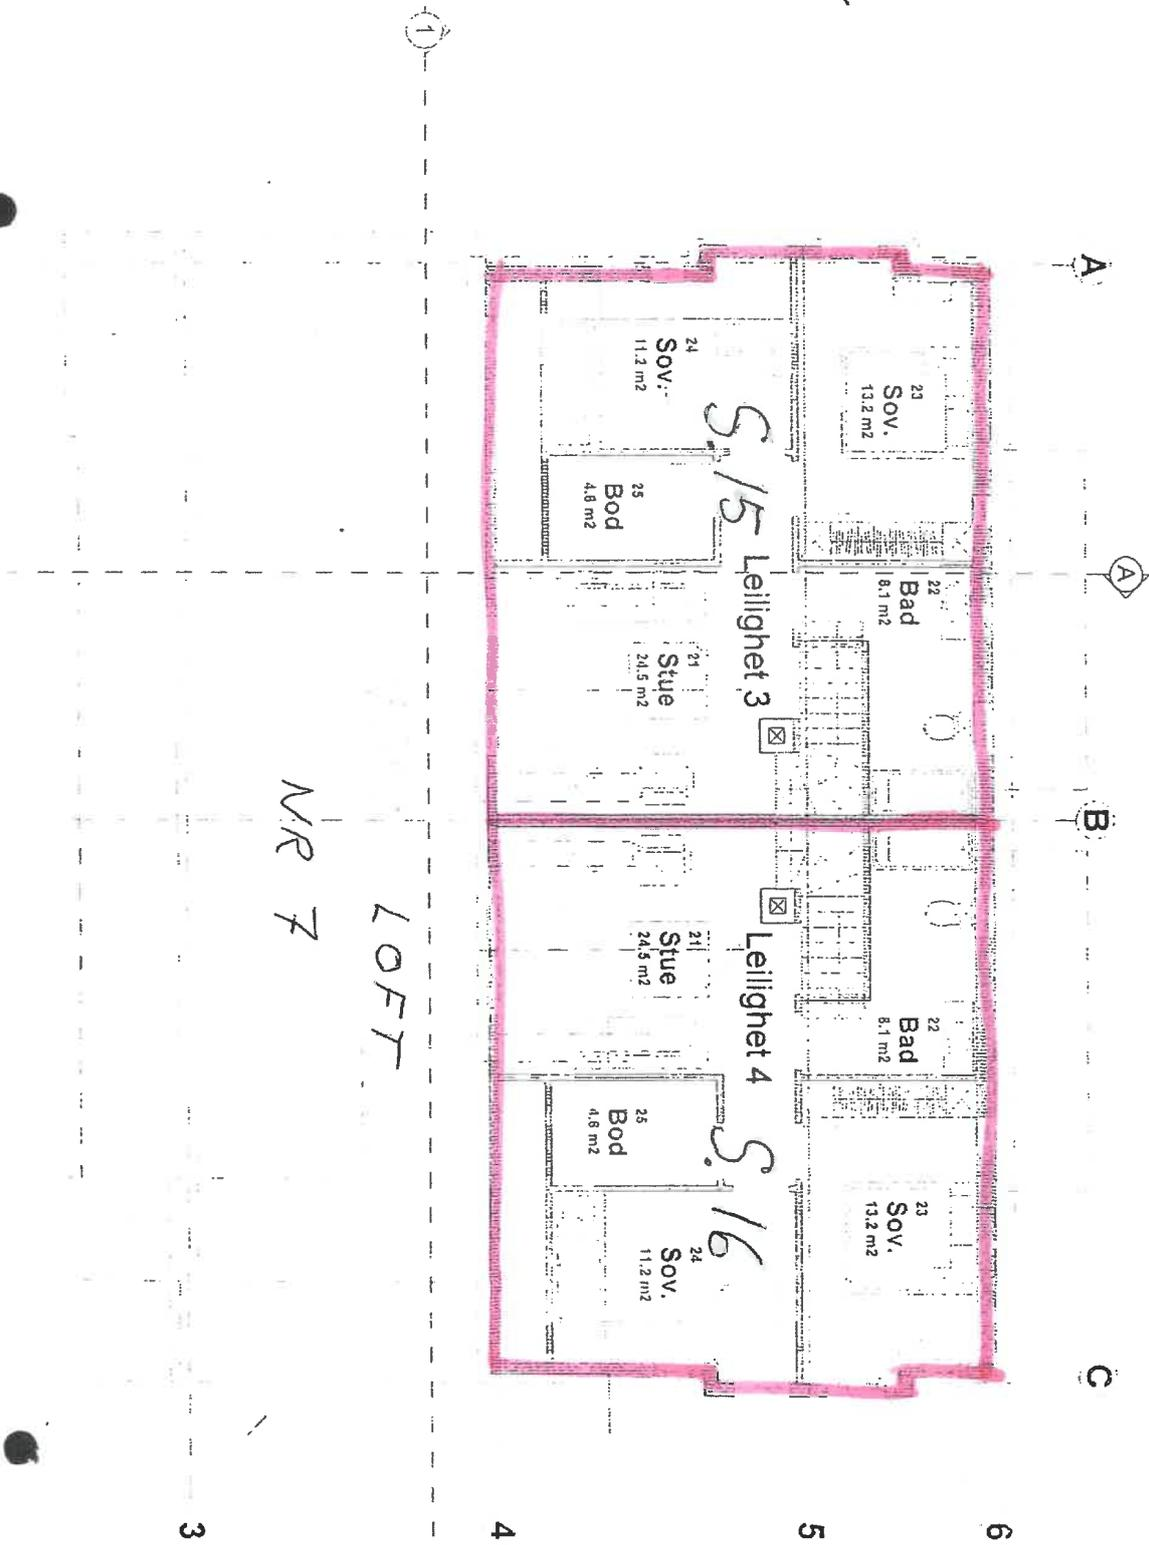 A
A
B
C
1
23
Sov.
13.2 m2
24
Sov.
11.2 m2
S. 15
25
Bod
4.8 m2
22
Bad
8.1 m2
Leilighet 3
21
Stue
24.5 m2
21
Stue
24.5 m2
Leilighet 4
22
Bad
8.1 m2
25
Bod
4.8 m2
S. 16
23
Sov.
13.2 m2
24
Sov.
11.2 m2
LOFT
NR 7
3
4
5
6